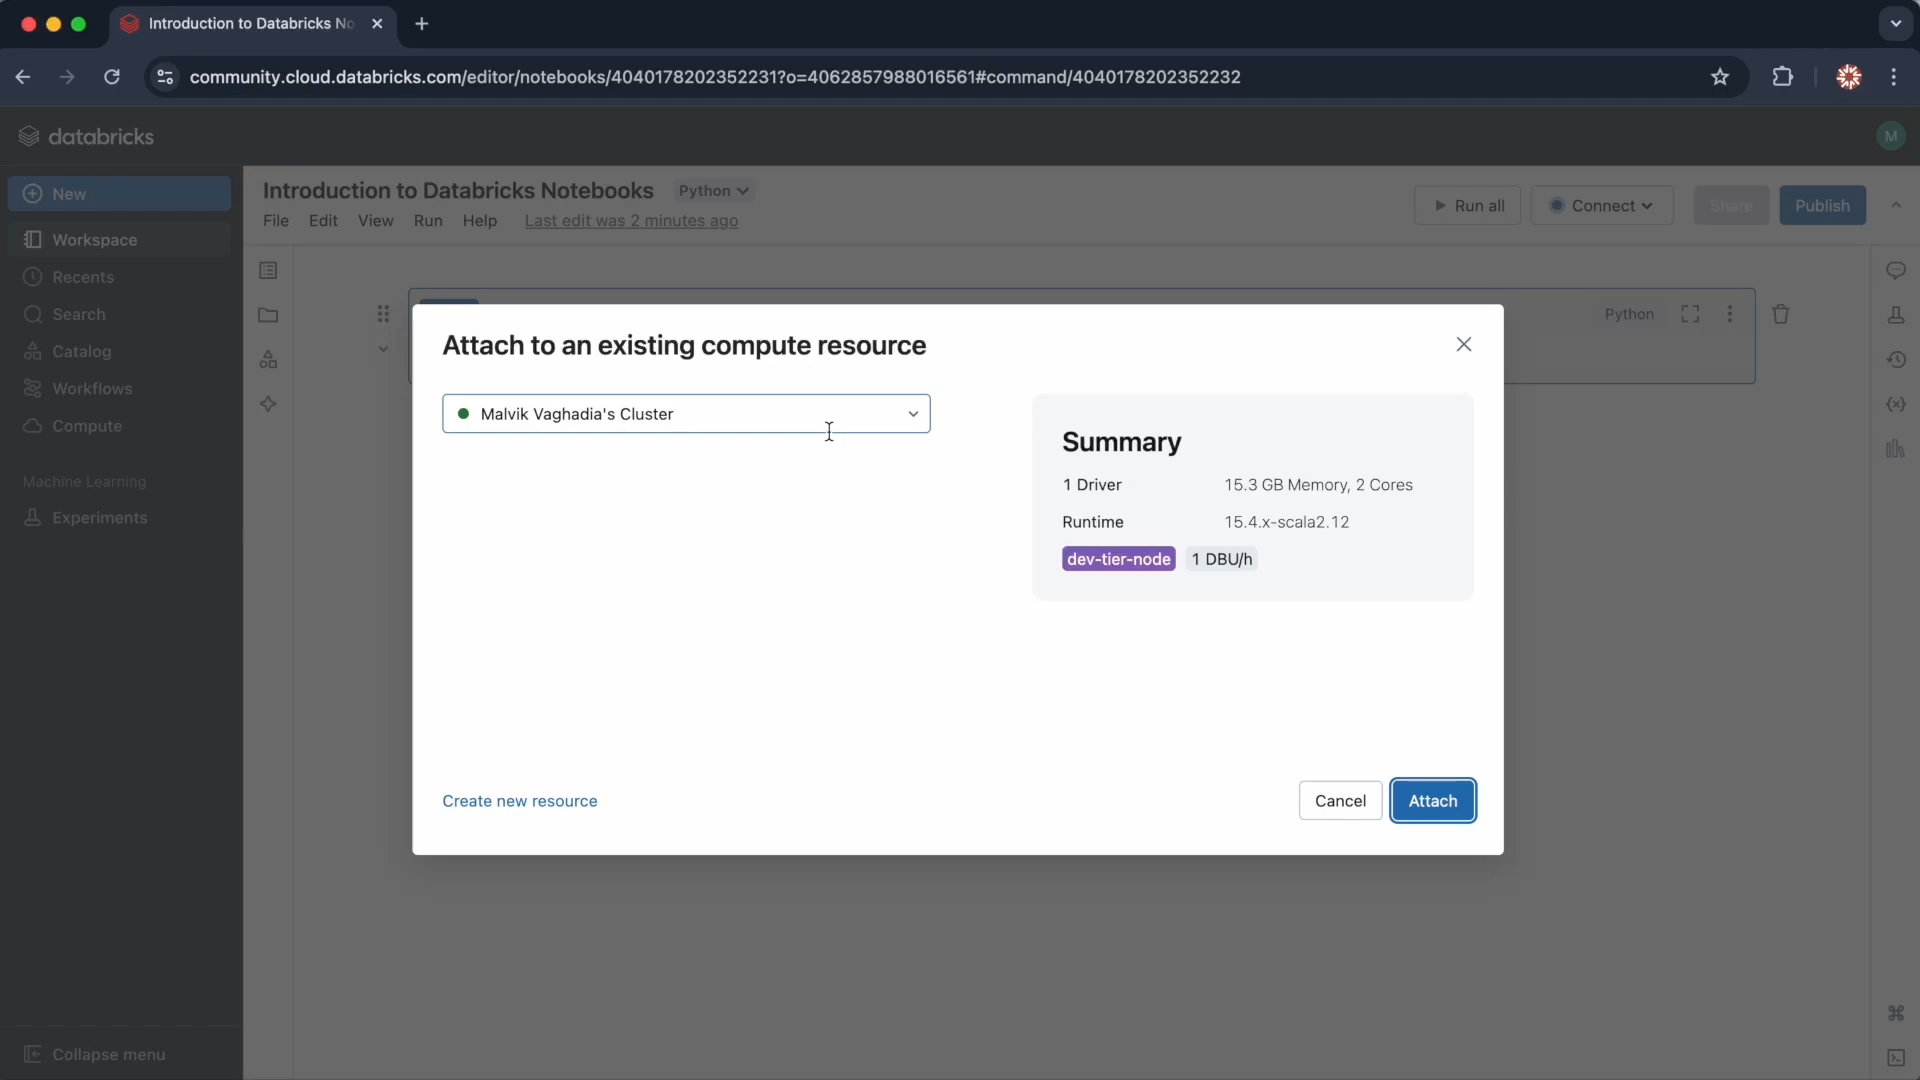 Introduction to Databricks No
community.cloud.databricks.com/editor/notebooks/4040178202352231?o=4062857988016561#command/4040178202352232
databricks
M
New
Workspace
Recents
Search
Catalog
Workflows
Compute
Machine Learning
Experiments
Collapse menu
Introduction to Databricks Notebooks Python
File Edit View Run Help Last edit was 2 minutes ago
Run all Connect Share Publish
Python
Attach to an existing compute resource
Malvik Vaghadia's Cluster
Summary
1 Driver 15.3 GB Memory, 2 Cores
Runtime 15.4.x-scala2.12
dev-tier-node 1 DBU/h
Create new resource
Cancel Attach